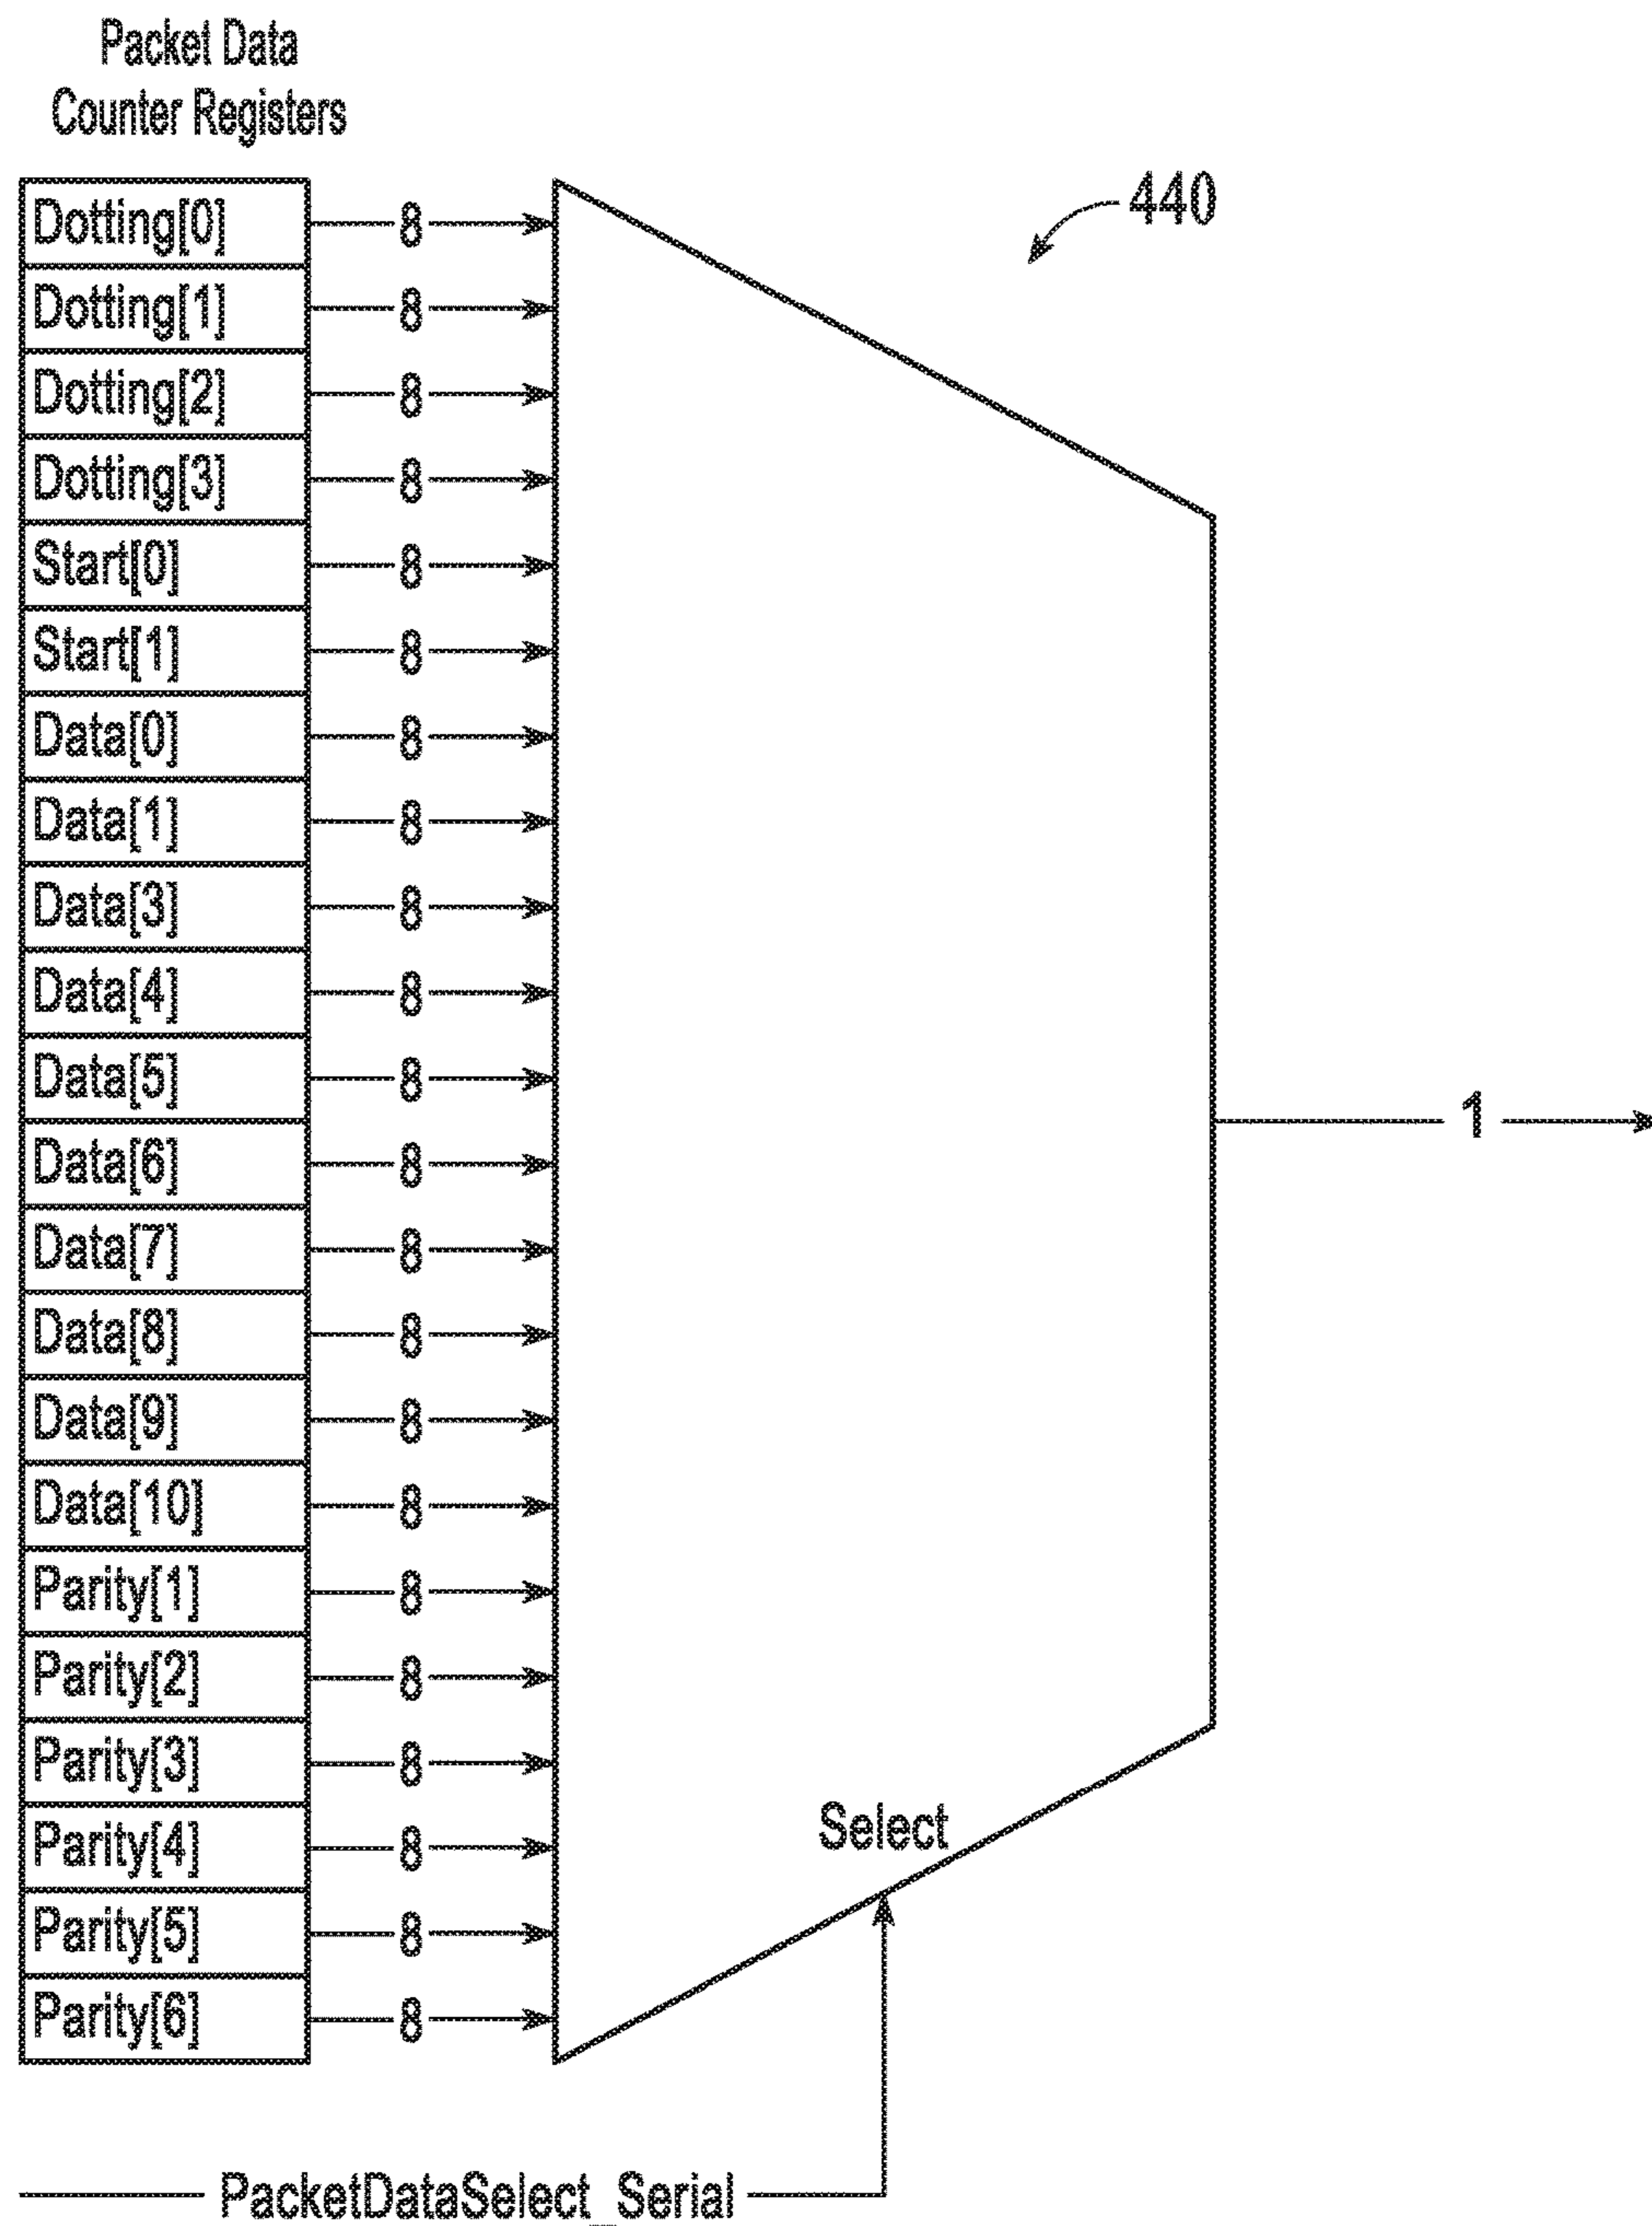 Packet Data
Counter Registers
440
Dotting[0] 8
Dotting[1] 8
Dotting[2] 8
Dotting[3] 8
Start[0] 8
Start[1] 8
Data[0] 8
Data[1] 8
Data[3] 8
Data[4] 8
Data[5] 8
1
Data[6] 8
Data[7] 8
Data[8] 8
Data[9] 8
Data[10] 8
Parity[1] 8
Parity[2] 8
Parity[3] 8
Select
Parity[4] 8
Parity[5] 8
Parity[6] 8
PacketDataSelect_Serial